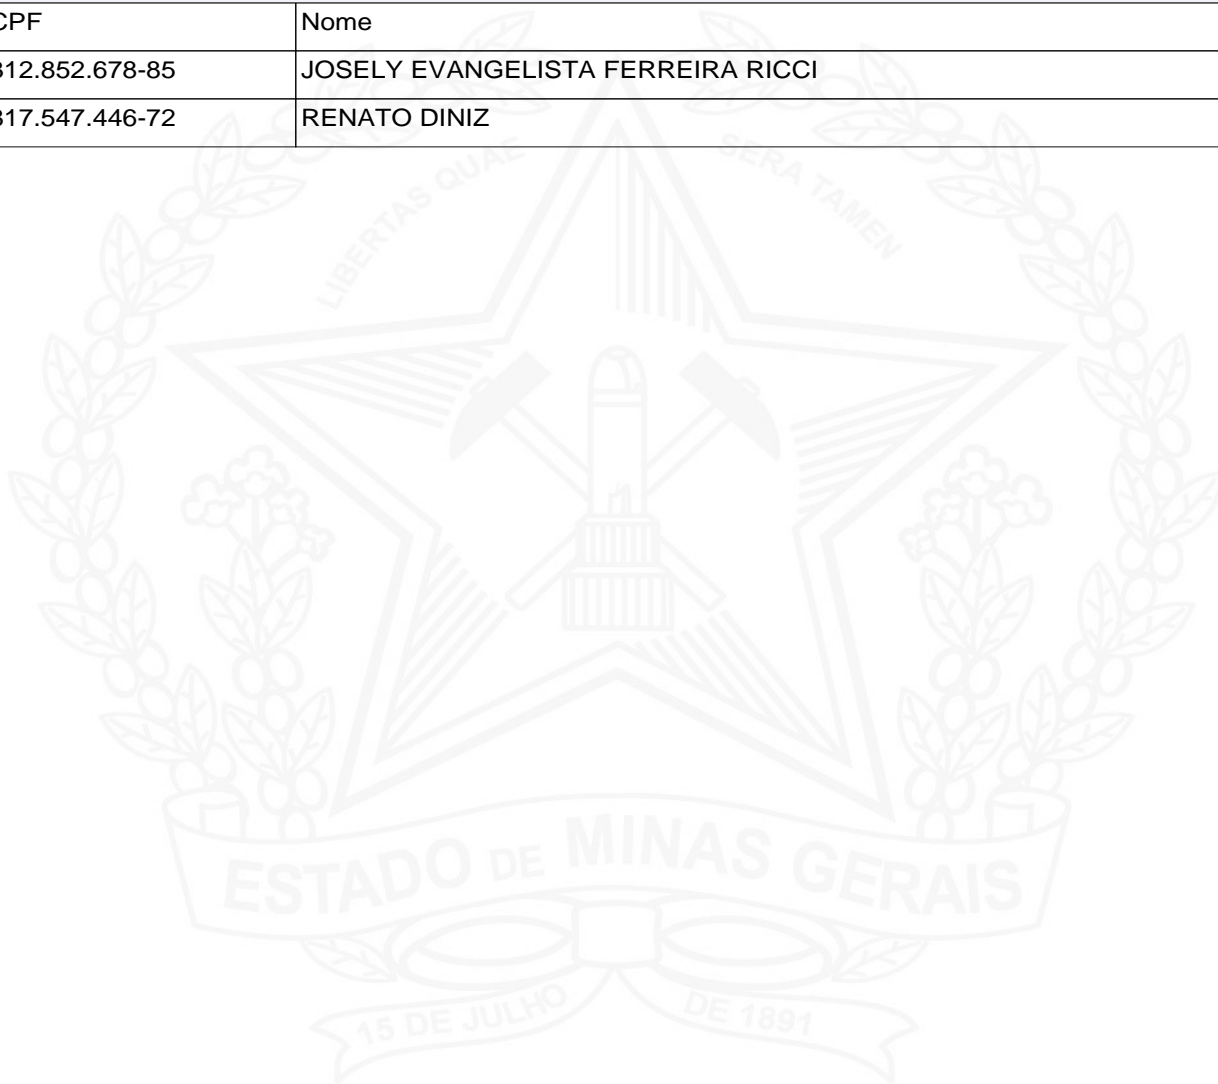 CPF Nome
312.852.678-85 JOSELY EVANGELISTA FERREIRA RICCI
317.547.446-72 RENATO DINIZ
LIBERTAS QUAE SERA TAMEN
ESTADO DE MINAS GERAIS
15 DE JULHO DE 1891